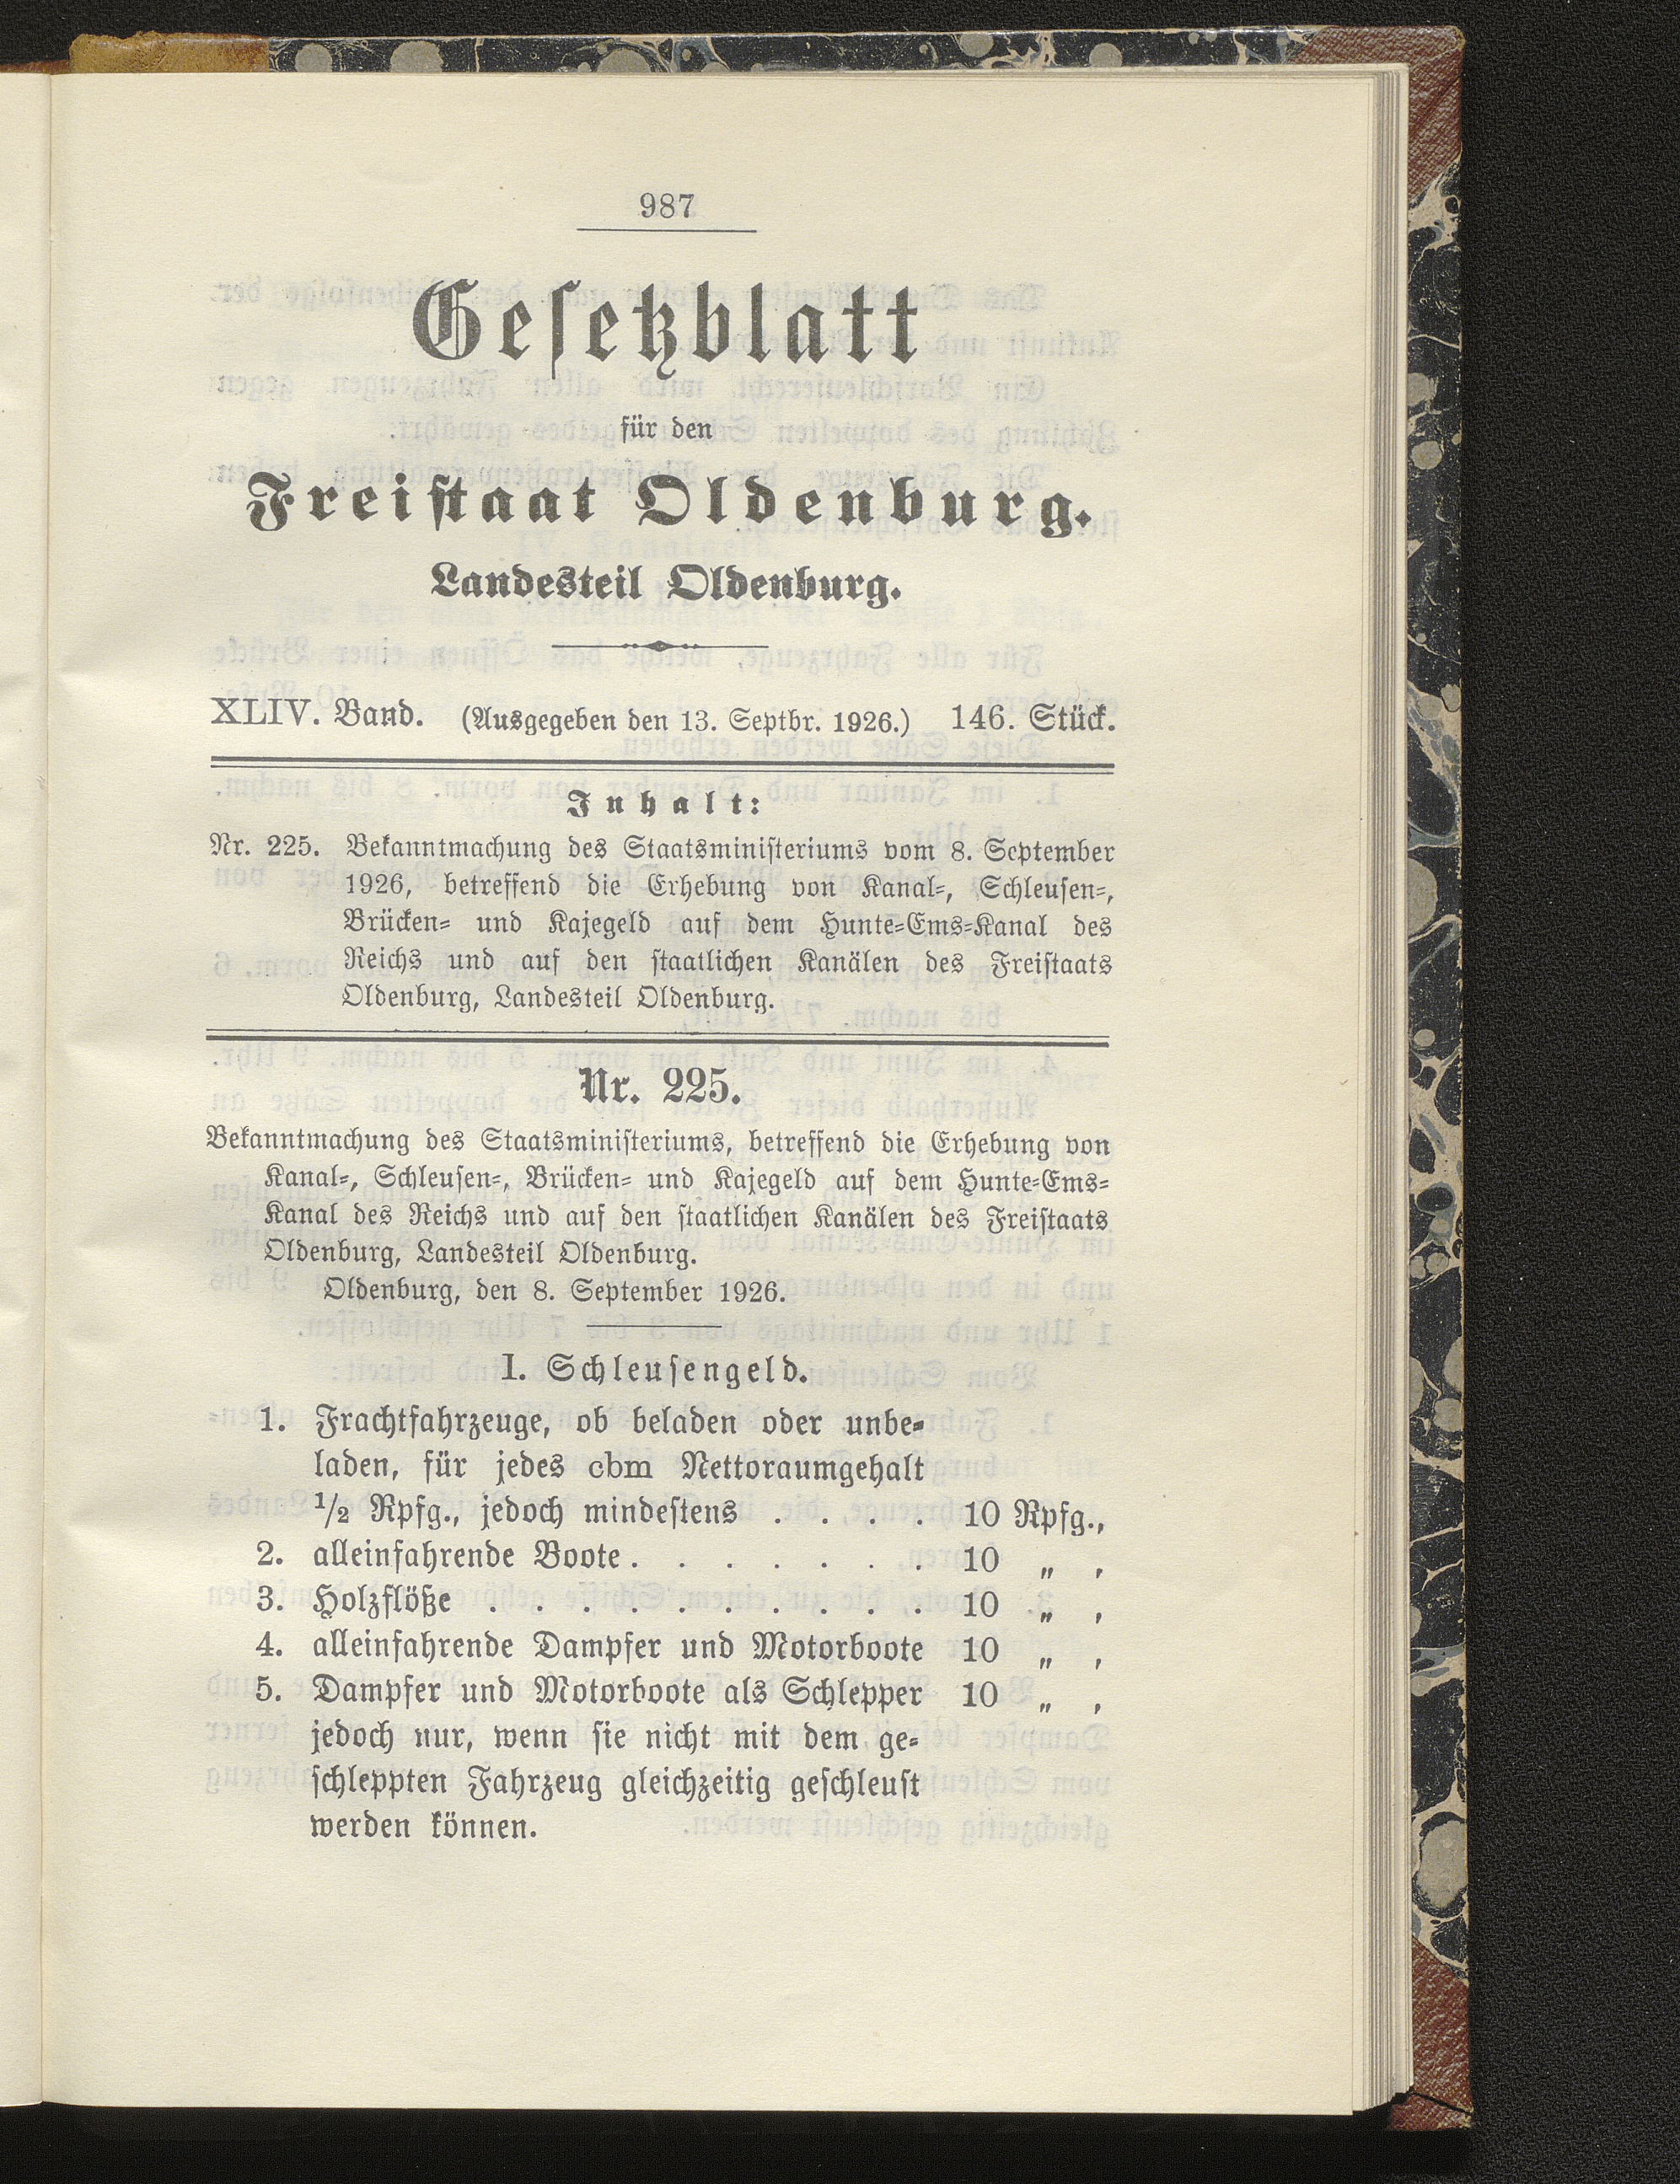 987
Gesetzblatt
für den
Freistaat Oldenburg.
Landesteil Oldenburg.
XLIV. Band. (Ausgegeben den 13. Septbr. 1926.) 146. Stück.
Inhalt:
Nr. 225. Bekanntmachung des Staatsministeriums vom 8. September
1926, betreffend die Erhebung von Kanal-, Schleusen-,
Brücken- und Kajegeld auf dem Hunte-Ems-Kanal des
Reichs und auf den staatlichen Kanälen des Freistaats
Oldenburg, Landesteil Oldenburg.
Nr. 225.
Bekanntmachung des Staatsministeriums, betreffend die Erhebung von
Kanal-, Schleusen-, Brücken- und Kajegeld auf dem Hunte-Ems-
Kanal des Reichs und auf den staatlichen Kanälen des Freistaats
Oldenburg, Landesteil Oldenburg.
Oldenburg, den 8. September 1926.
I. Schleusengeld.
1. Frachtfahrzeuge, ob beladen oder unbe-
laden, für jedes cbm Nettoraumgehalt
1/2 Rpfg., jedoch mindestens . . . . 10 Rpfg.,
2. alleinfahrende Boote . . . . . . . 10 „ ,
3. Holzflöße . . . . . . . . . . 10 „ ,
4. alleinfahrende Dampfer und Motorboote 10 „ ,
5. Dampfer und Motorboote als Schlepper 10 „ ,
jedoch nur, wenn sie nicht mit dem ge-
schleppten Fahrzeug gleichzeitig geschleust
werden können.